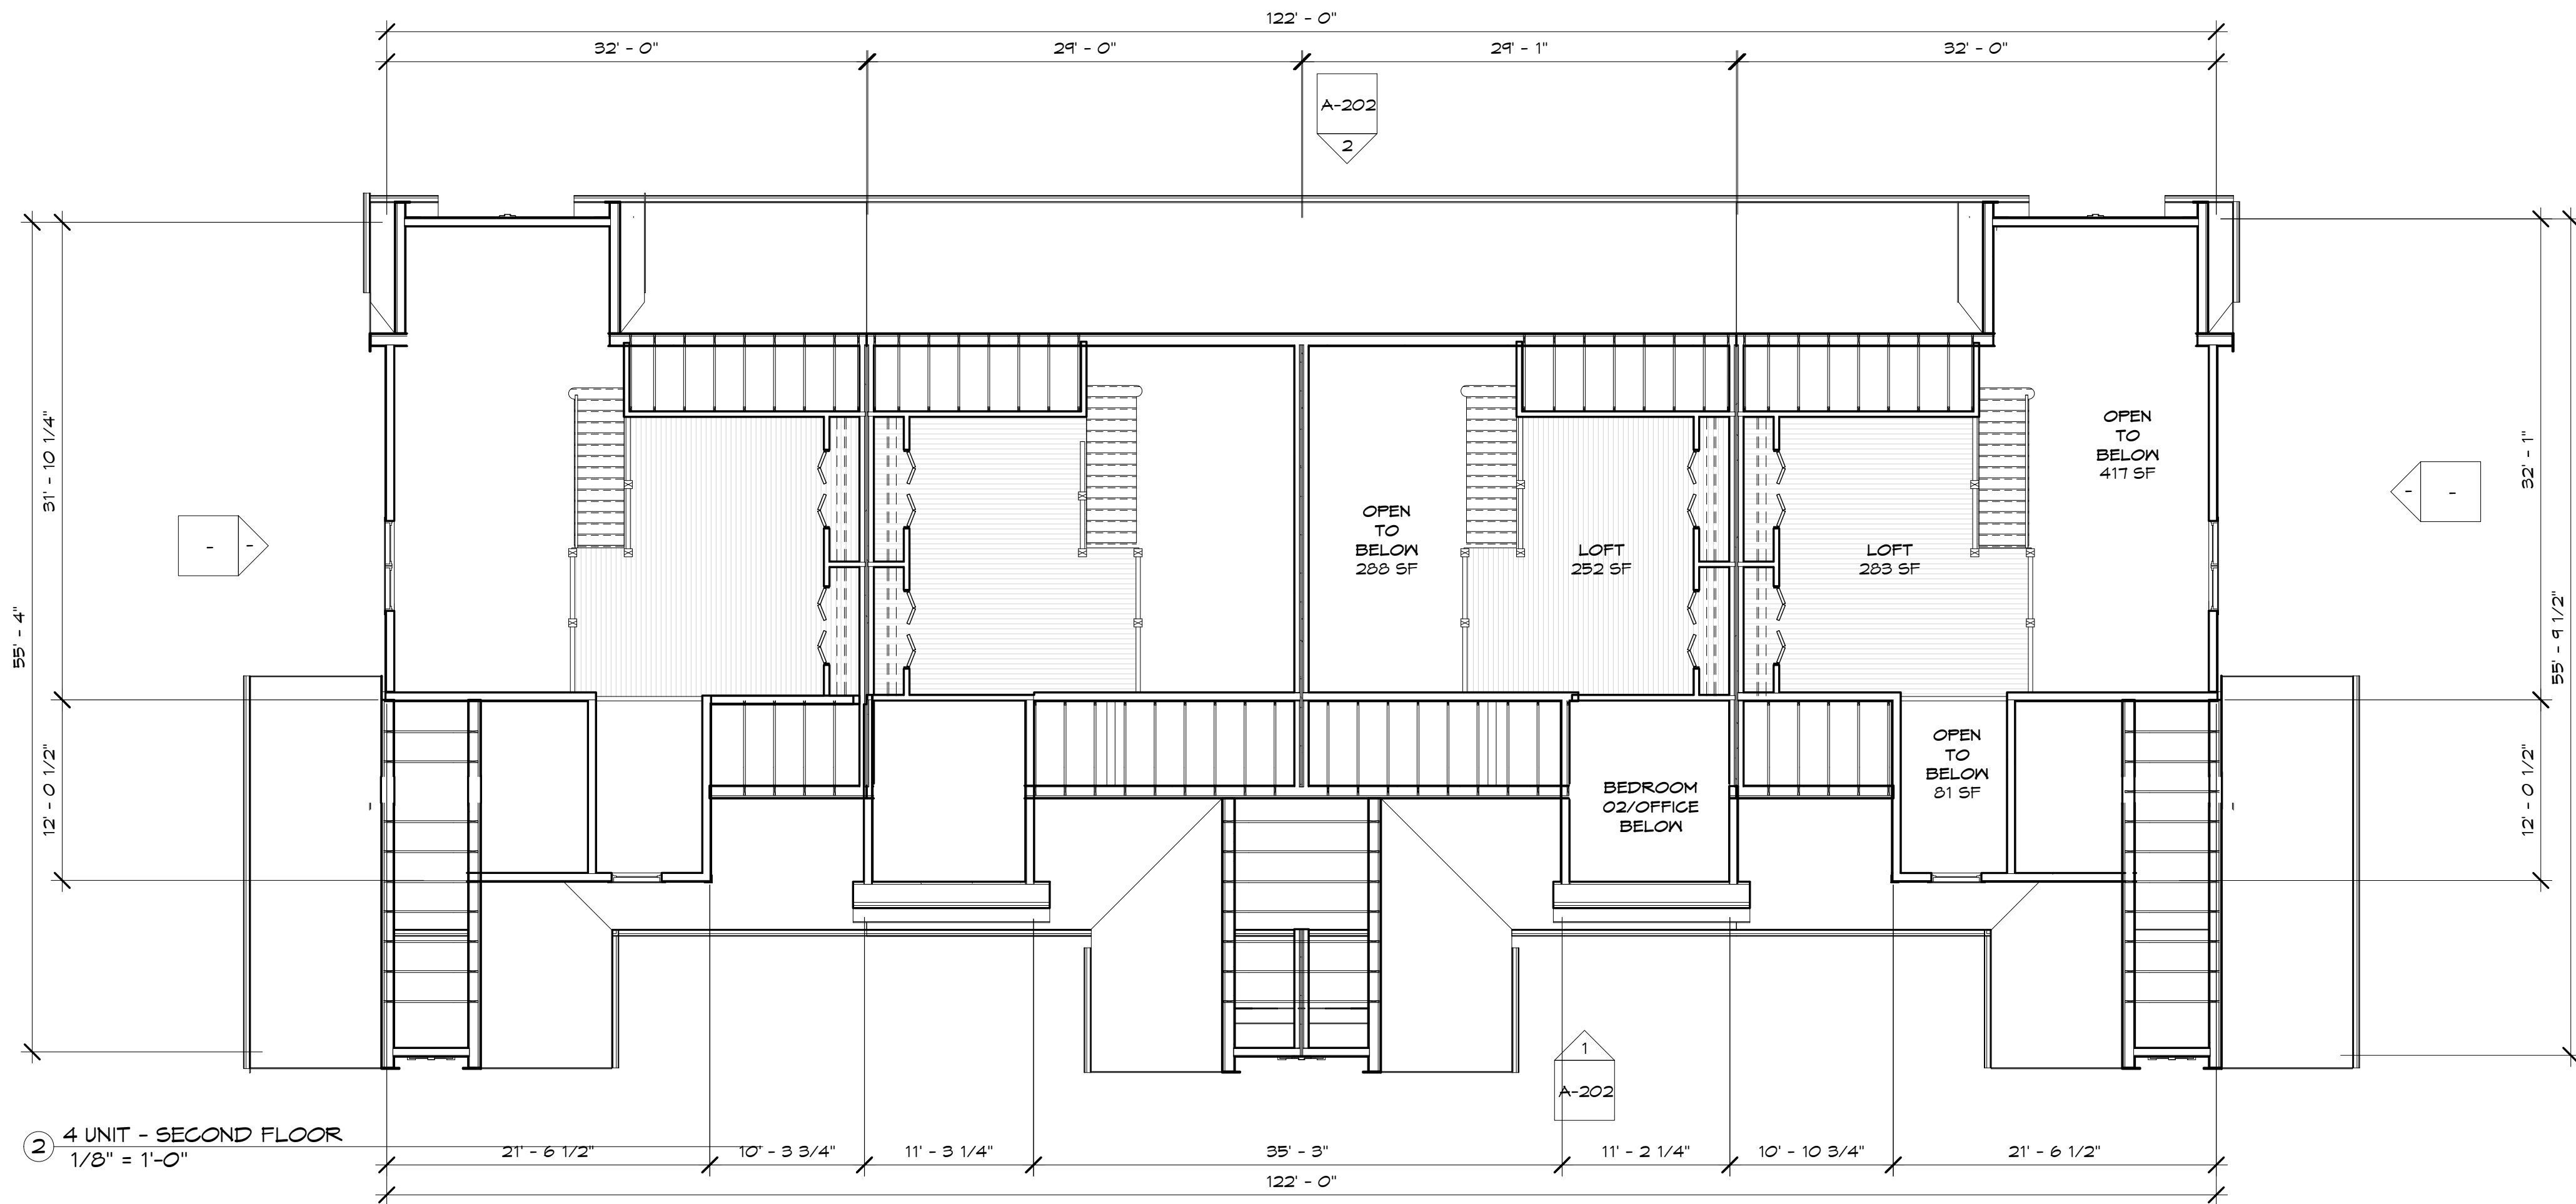 122' - 0"
32' - 0"
29' - 0"
29' - 1"
32' - 0"
A-202
2
OPEN
TO
BELOW
417 SF
31' - 10 1/4"
32' - 1"
-
-
-
-
OPEN
TO
BELOW
288 SF
LOFT
252 SF
LOFT
283 SF
55' - 4"
55' - 9 1/2"
OPEN
TO
BELOW
81 SF
BEDROOM
02/OFFICE
BELOW
12' - 0 1/2"
12' - 0 1/2"
1
A-202
2
4 UNIT - SECOND FLOOR
1/8" = 1'-0"
21' - 6 1/2"
10' - 3 3/4"
11' - 3 1/4"
35' - 3"
11' - 2 1/4"
10' - 10 3/4"
21' - 6 1/2"
122' - 0"